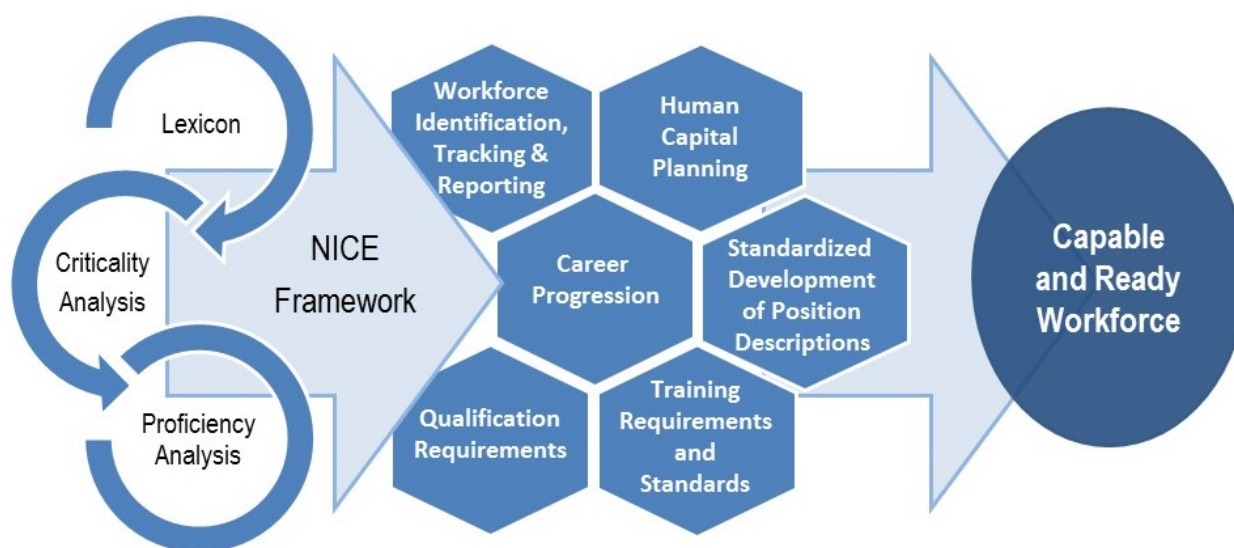 Lexicon
Criticality
Analysis
Proficiency
Analysis
NICE
Framework
Workforce
Identification,
Tracking &
Reporting
Human
Capital
Planning
Career
Progression
Standardized
Development
of Position
Descriptions
Qualification
Requirements
Training
Requirements
and
Standards
Capable
and Ready
Workforce